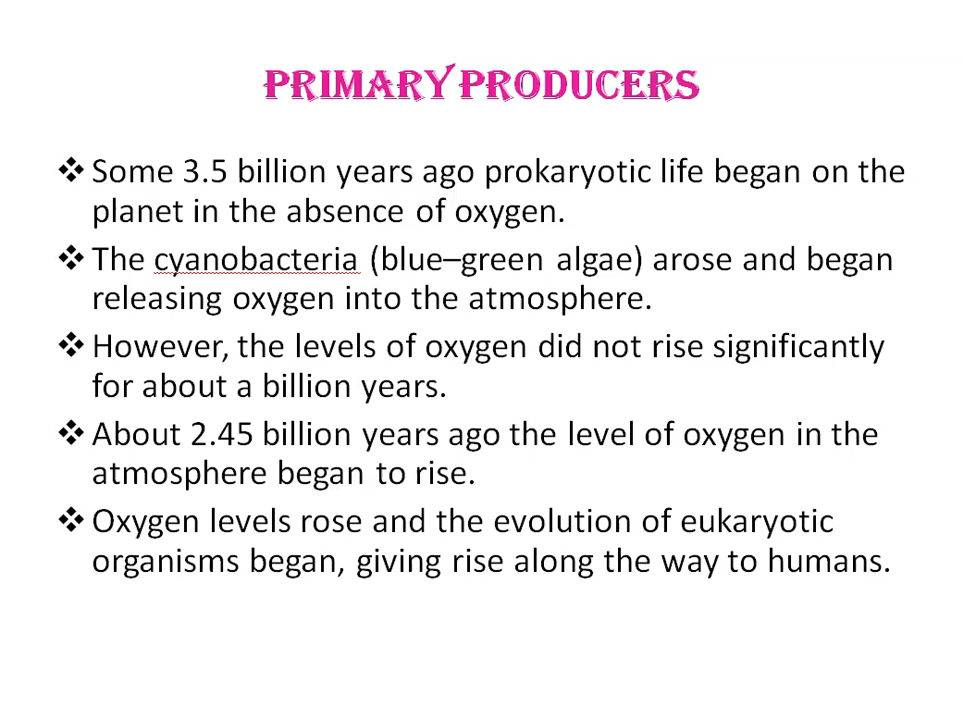 PRIMARY PRODUCERS
❖ Some 3.5 billion years ago prokaryotic life began on the
planet in the absence of oxygen.
❖ The cyanobacteria (blue–green algae) arose and began
releasing oxygen into the atmosphere.
❖ However, the levels of oxygen did not rise significantly
for about a billion years.
❖ About 2.45 billion years ago the level of oxygen in the
atmosphere began to rise.
❖ Oxygen levels rose and the evolution of eukaryotic
organisms began, giving rise along the way to humans.